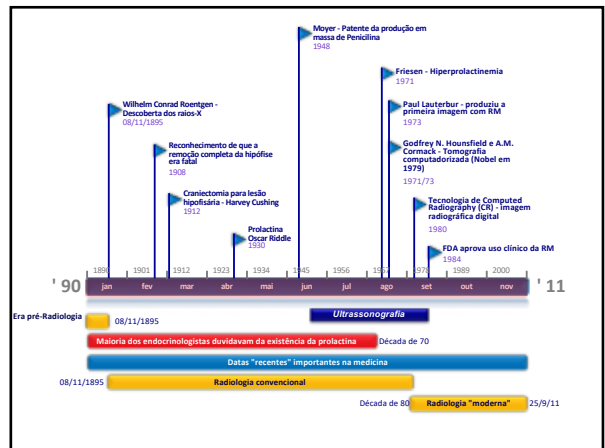 Moyer - Patente da produção em
massa de Penicilina
1948
Friesen - Hiperprolactinemia
1971
Wilhelm Conrad Roentgen -
Descoberta dos raios-X
08/11/1895
Paul Lauterbur - produziu a
primeira imagem com RM
1973
Reconhecimento de que a
remoção completa da hipófise
era fatal
1908
Godfrey N. Hounsfield e A.M.
Cormack - Tomografia
computadorizada (Nobel em
1979)
1971/73
Craniectomia para lesão
hipofisária - Harvey Cushing
1912
Tecnologia de Computed
Radiography (CR) - imagem
radiográfica digital
1980
Prolactina
Oscar Riddle
1930
FDA aprova uso clínico da RM
1984
1890 1901 1912 1923 1934 1945 1956 1967 1978 1989 2000
' 90 jan fev mar abr mai jun jul ago set out nov ' 11
Era pré-Radiologia 08/11/1895 Ultrassonografia
Maioria dos endocrinologistas duvidavam da existência da prolactina Década de 70
Datas "recentes" importantes na medicina
08/11/1895 Radiologia convencional
Década de 80 Radiologia "moderna" 25/9/11